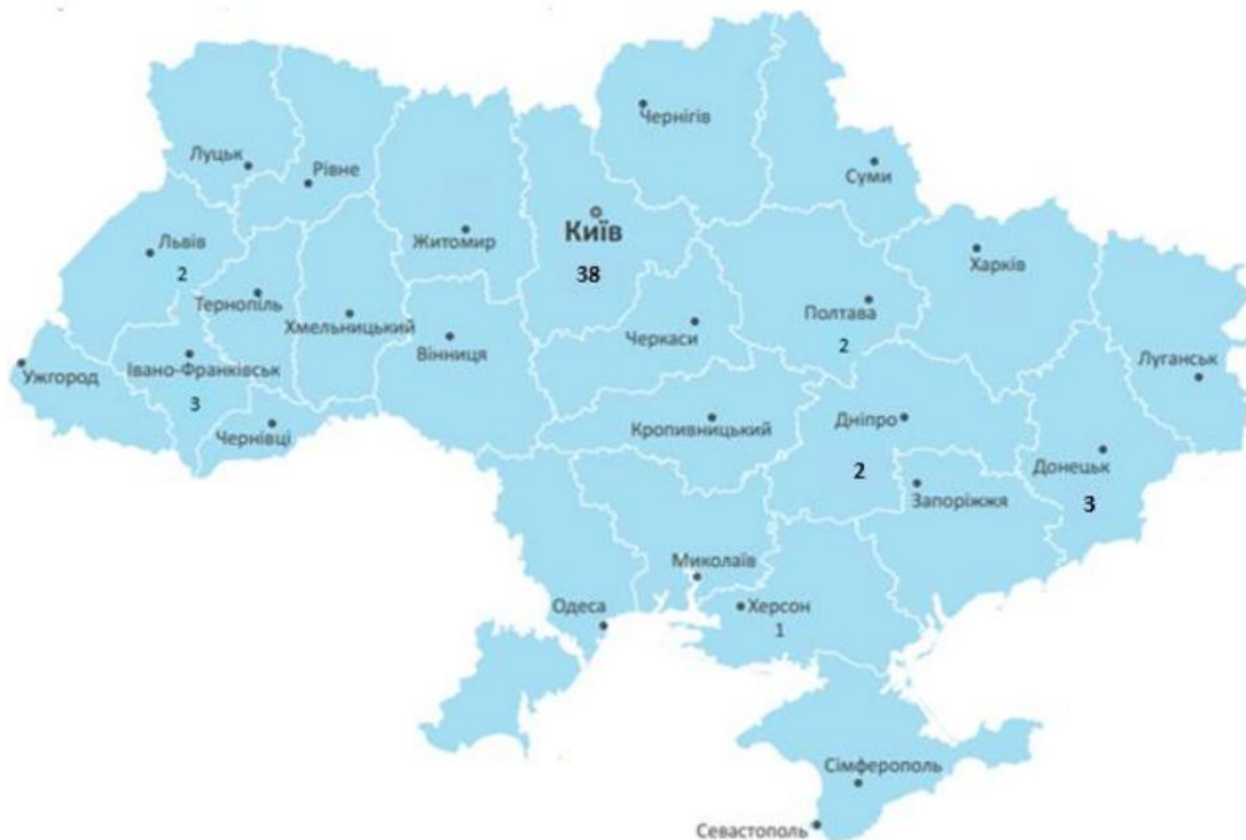 Чернігів
Луцьк
Рівне
Суми
Київ
38
Житомир
Львів
2
Харків
Тернопіль
Хмельницький
Вінниця
Черкаси
Полтава
2
Луганськ
Ужгород
Івано-Франківськ
3
Чернівці
Кропивницький
Дніпро
2
Донецьк
3
Запоріжжя
Миколаїв
Одеса
Херсон
1
Сімферополь
Севастополь